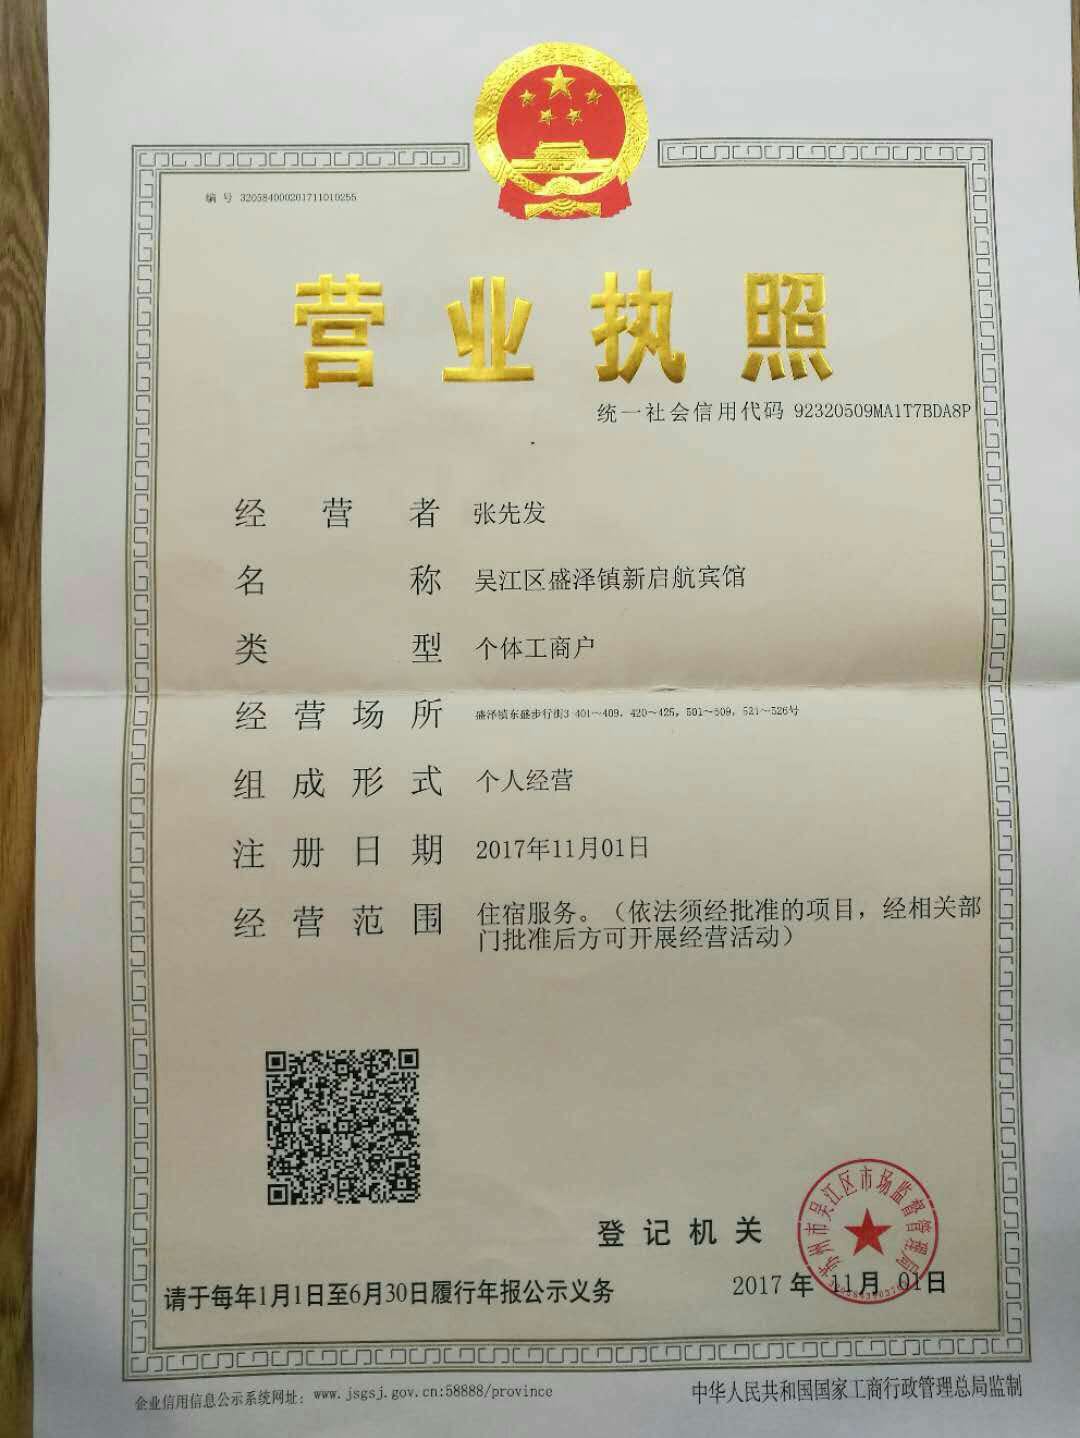 编 号 320584000201711010255
营业执照
统一社会信用代码 92320509MA1T7BDA8P
经营者 张先发
名称 吴江区盛泽镇新启航宾馆
类型 个体工商户
经营场所 盛泽镇东盛步行街3 401～409，420～425，501～509，521～526号
组成形式 个人经营
注册日期 2017年11月01日
经营范围 住宿服务。（依法须经批准的项目，经相关部
门批准后方可开展经营活动）
苏州市吴江区市场监督管理局
登记机关
2017 年 11月 01日
请于每年1月1日至6月30日履行年报公示义务
企业信用信息公示系统网址：www.jsgsj.gov.cn:58888/province
中华人民共和国国家工商行政管理总局监制